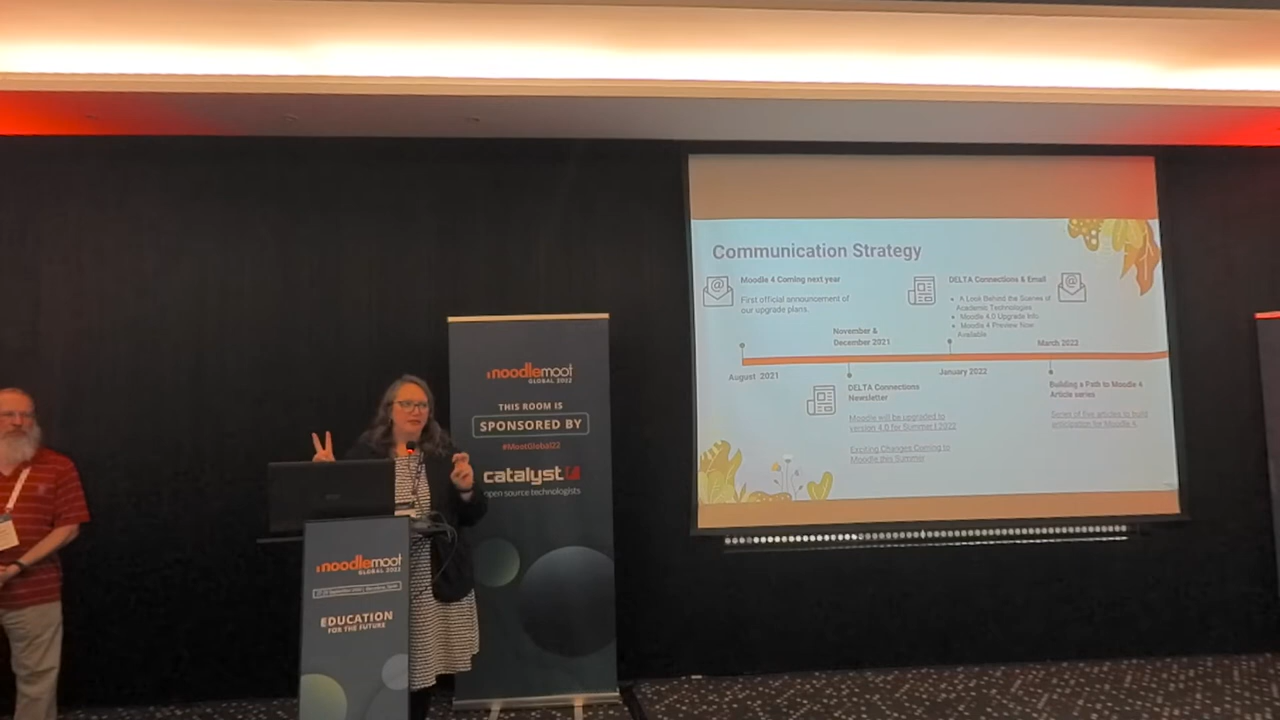 Communication Strategy
Moodle 4 Coming next year
First official announcement of
our upgrade plans.
DELTA Connections & Email
A Look Behind the Scenes of
Academic Technologies
Moodle 4.0 Upgrade Info
Moodle 4 Preview Now
Available
November &
December 2021
March 2022
August 2021
January 2022
DELTA Connections
Newsletter
Moodle will be upgraded to
version 4.0 for Summer I 2022
Exciting Changes Coming to
Moodle this Summer
Building a Path to Moodle 4
Article series
Series of five articles to build
anticipation for Moodle 4.
moodlemoot
GLOBAL 2022
THIS ROOM IS
SPONSORED BY
#MootGlobal22
catalyst
open source technologists
moodlemoot
GLOBAL 2022
EDUCATION
FOR THE FUTURE